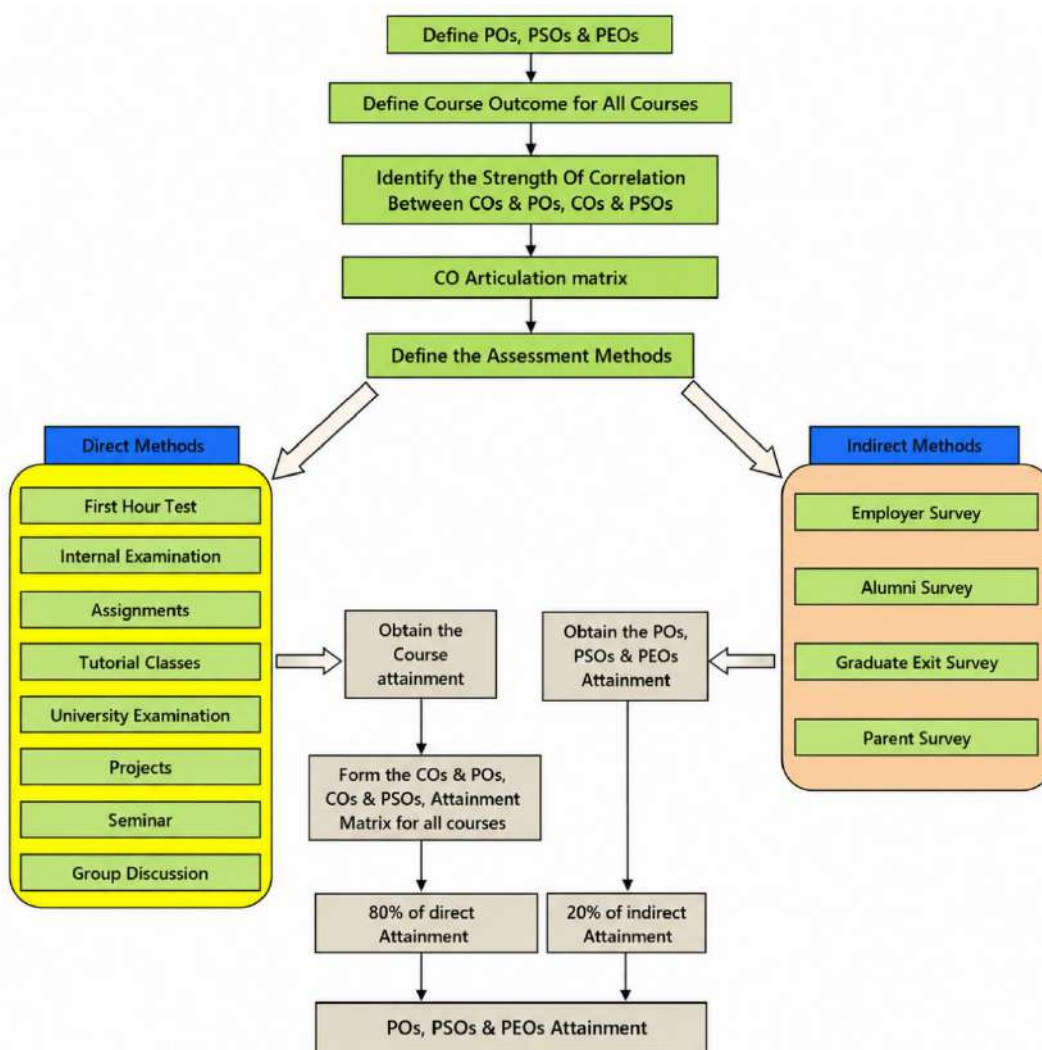 Define POs, PSOs & PEOs
Define Course Outcome for All Courses
Identify the Strength Of Correlation
Between COs & POs, COs & PSOs
CO Articulation matrix
Define the Assessment Methods
Direct Methods
First Hour Test
Internal Examination
Assignments
Tutorial Classes
University Examination
Projects
Seminar
Group Discussion
Indirect Methods
Employer Survey
Alumni Survey
Graduate Exit Survey
Parent Survey
Obtain the
Course
attainment
Form the COs & POs,
COs & PSOs, Attainment
Matrix for all courses
80% of direct
Attainment
Obtain the POs,
PSOs & PEOs
Attainment
20% of indirect
Attainment
POs, PSOs & PEOs Attainment